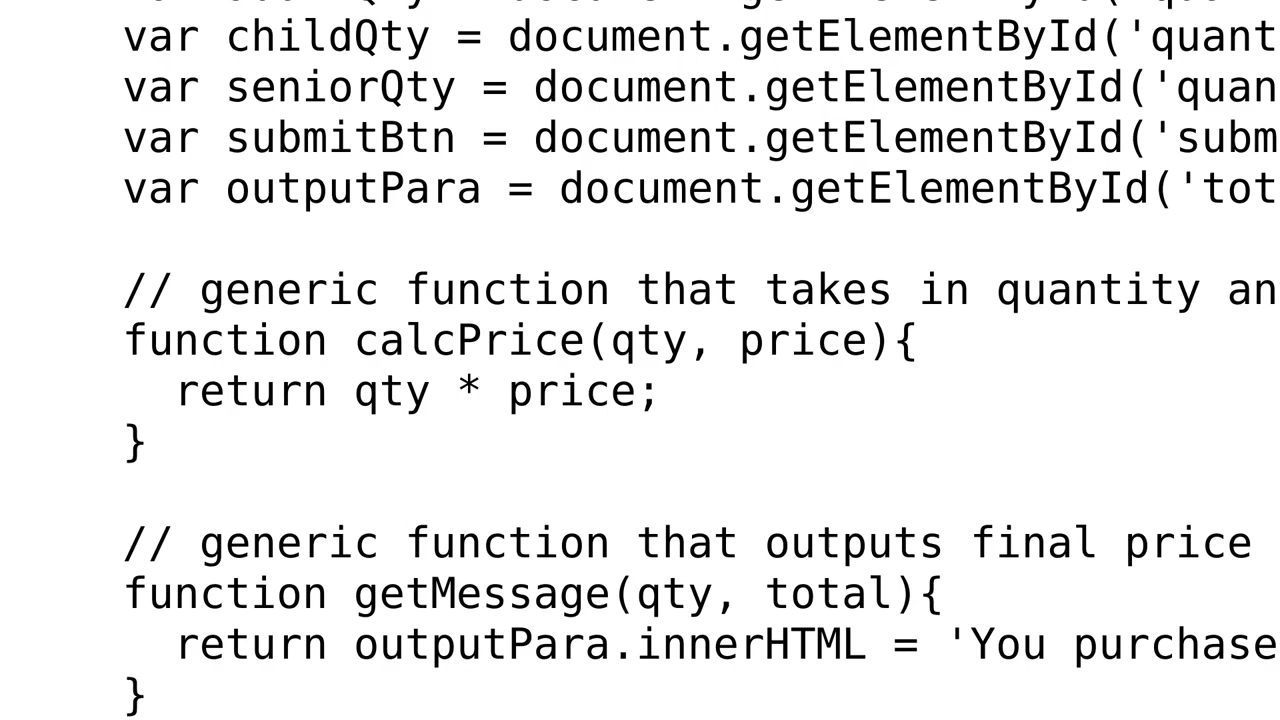 var childQty = document.getElementById('quant
var seniorQty = document.getElementById('quan
var submitBtn = document.getElementById('subm
var outputPara = document.getElementById('tot
// generic function that takes in quantity an
function calcPrice(qty, price){
return qty * price;
}
// generic function that outputs final price
function getMessage(qty, total){
return outputPara.innerHTML = 'You purchase
}